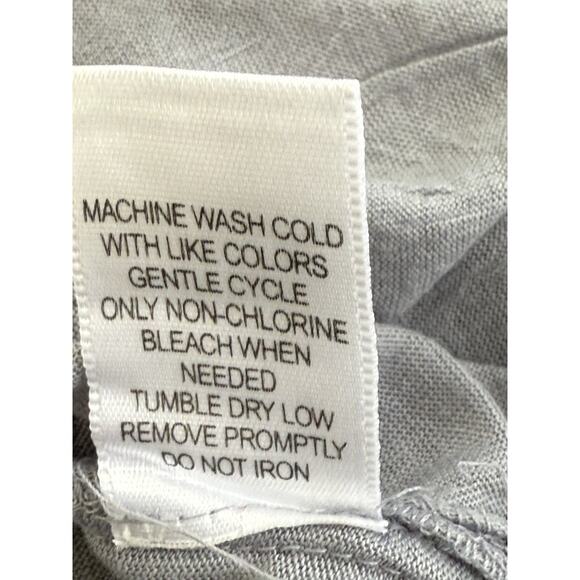 MACHINE WASH COLD
WITH LIKE COLORS
GENTLE CYCLE
ONLY NON-CHLORINE
BLEACH WHEN
NEEDED
TUMBLE DRY LOW
REMOVE PROMPTLY
DO NOT IRON